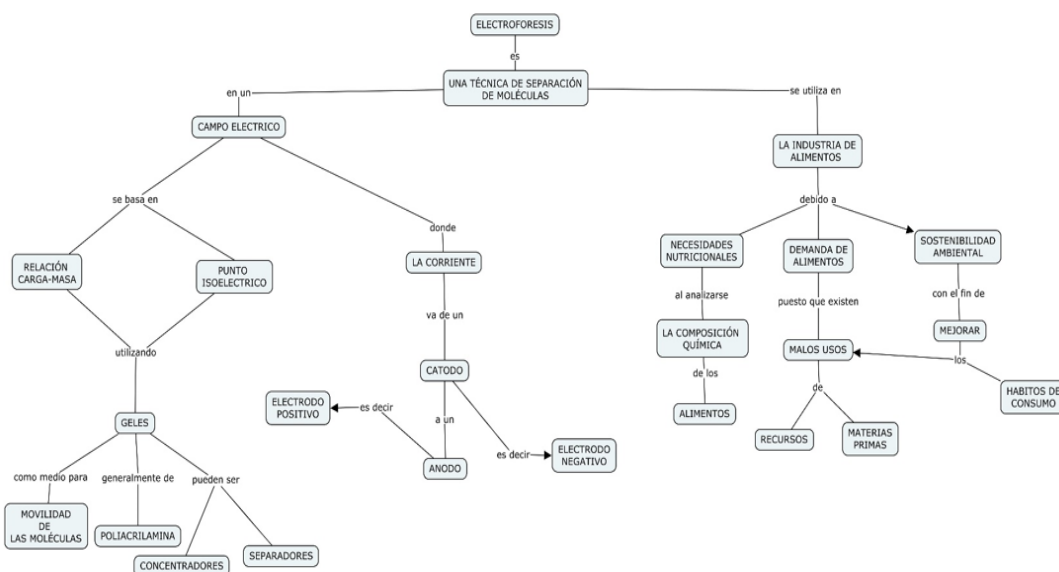 ELECTROFORESIS
es
UNA TÉCNICA DE SEPARACIÓN
DE MOLÉCULAS
en un
se utiliza en
CAMPO ELECTRICO
LA INDUSTRIA DE
ALIMENTOS
se basa en
donde
debido a
RELACIÓN
CARGA-MASA
PUNTO
ISOELECTRICO
LA CORRIENTE
NECESIDADES
NUTRICIONALES
DEMANDA DE
ALIMENTOS
SOSTENIBILIDAD
AMBIENTAL
utilizando
va de un
al analizarse
puesto que existen
con el fin de
LA COMPOSICIÓN
QUÍMICA
MALOS USOS
MEJORAR
los
HABITOS DE
CONSUMO
CATODO
de los
de
ELECTRODO
POSITIVO
es decir
a un
es decir
ELECTRODO
NEGATIVO
ANODO
ALIMENTOS
RECURSOS
MATERIAS
PRIMAS
GELES
como medio para
generalmente de
pueden ser
MOVILIDAD
DE
LAS MOLÉCULAS
POLIACRILAMINA
CONCENTRADORES
SEPARADORES